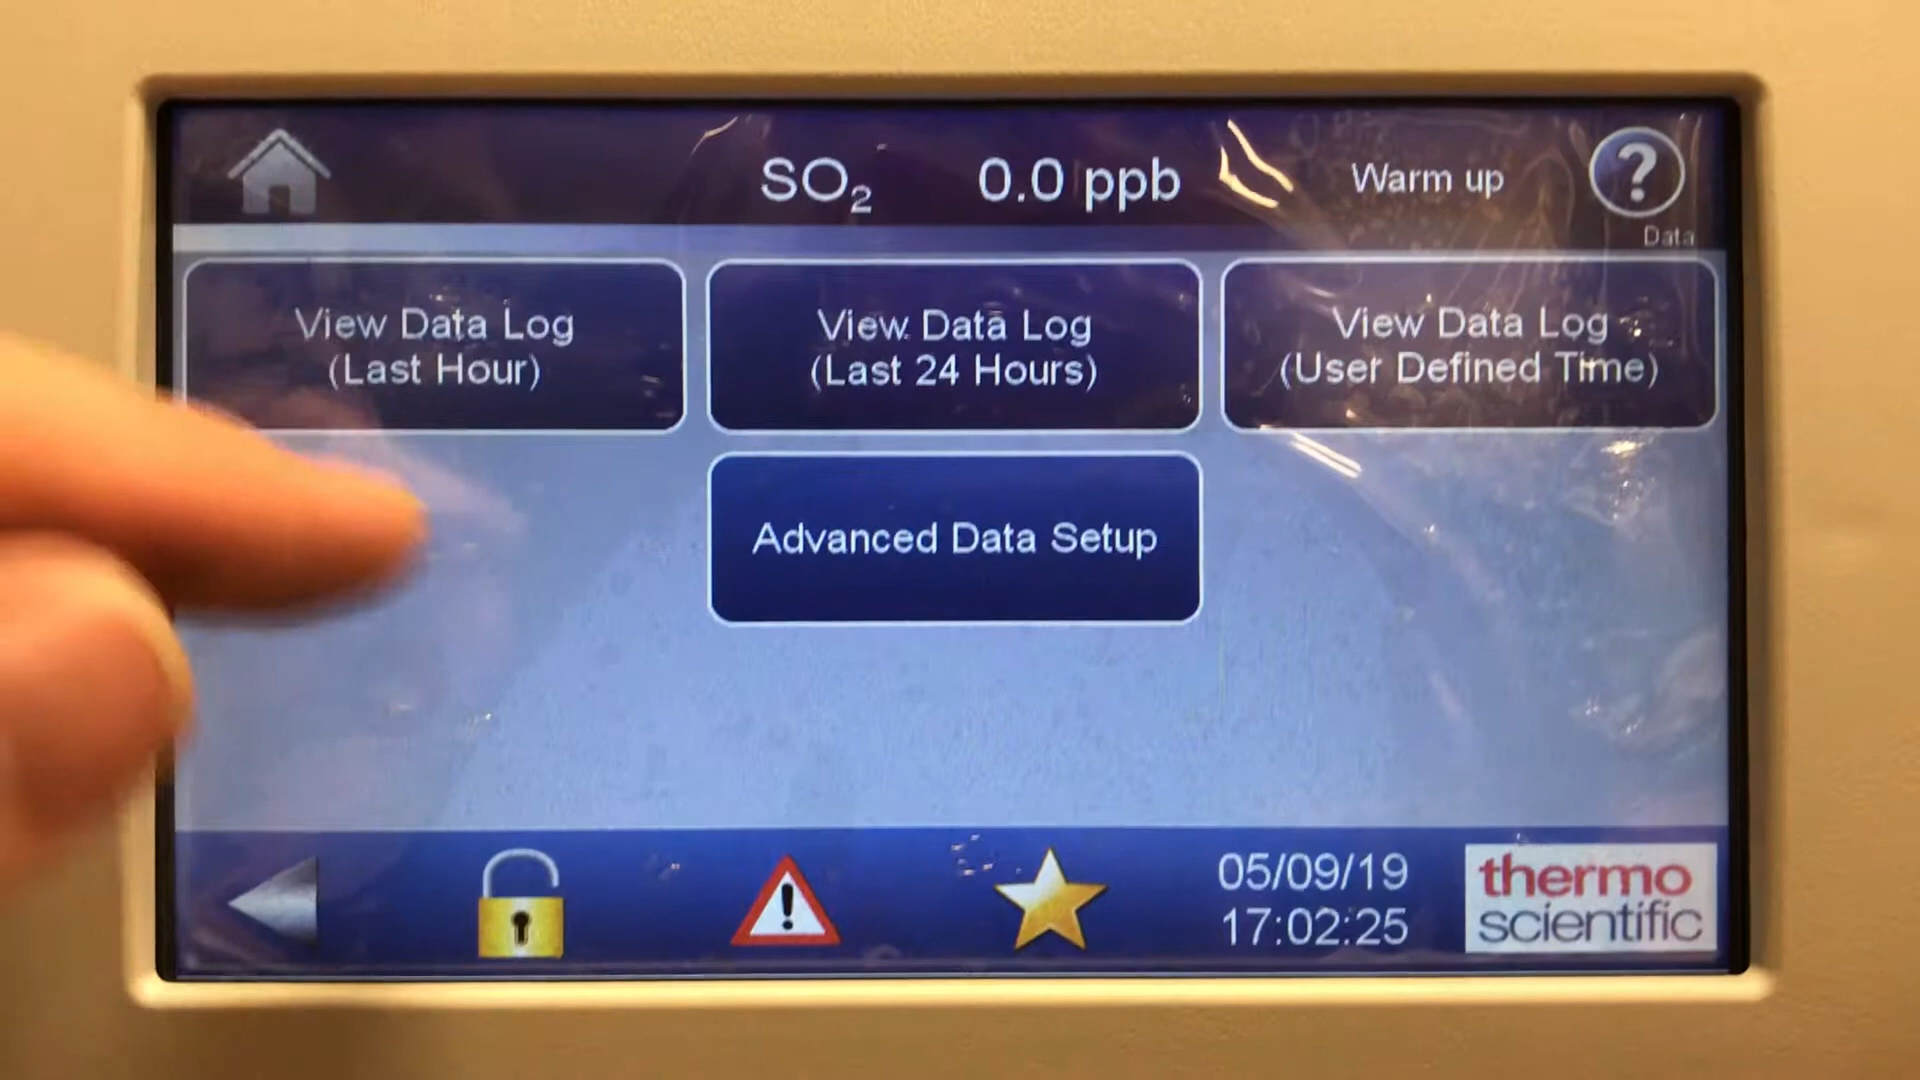 SO₂ 0.0 ppb Warm up ?
Data
View Data Log
(Last Hour)
View Data Log
(Last 24 Hours)
View Data Log
(User Defined Time)
Advanced Data Setup
05/09/19
17:02:25
thermo
scientific